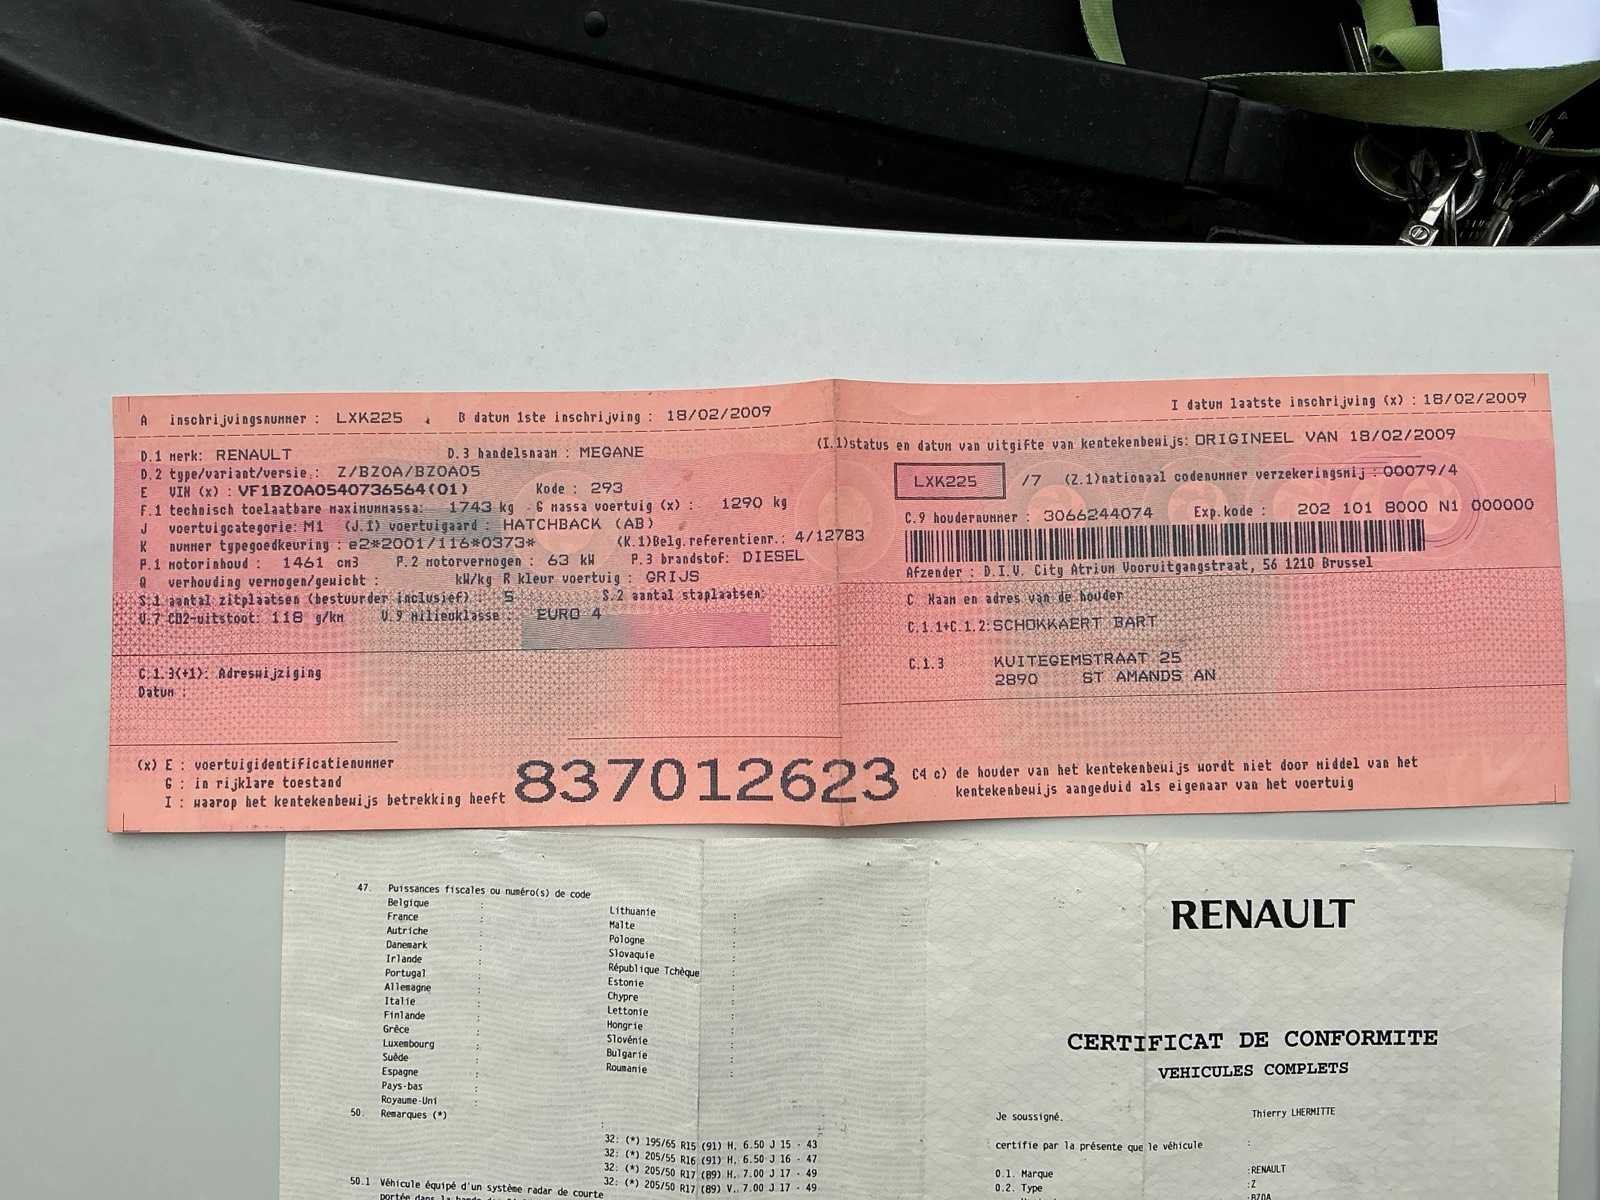 A inschrijvingsnummer : LXK225 B datum 1ste inschrijving : 18/02/2009
D.1 merk: RENAULT D.3 handelsnaam : MEGANE
D.2 type/variant/versie : Z/BZ0A/BZ0A05
E VIN (x) : VF1BZ0A0540736564(01) Kode : 293
F.1 technisch toelaatbare maximummassa: 1743 kg G massa voertuig (x) : 1290 kg
J voertuigcategorie: M1 (J.1) voertuigaard : HATCHBACK (AB)
K nummer typegoedkeuring : e2*2001/116*0373* (K.1)Belg.referentienr.: 4/12783
P.1 motorinhoud : 1461 cm3 P.2 motorvermogen : 63 kW P.3 brandstof: DIESEL
Q verhouding vermogen/gewicht : kW/kg R kleur voertuig : GRIJS
S.1 aantal zitplaatsen (bestuurder inclusief) : 5 S.2 aantal staplaatsen:
V.7 CO2-uitstoot: 118 g/km V.9 milieuklasse : EURO 4
C.1.3(+1): Adreswijziging
Datum :
(x) E : voertuigidentificatienummer
G : in rijklare toestand
I : waarop het kentekenbewijs betrekking heeft
837012623
I datum laatste inschrijving (x) : 18/02/2009
(I.1)status en datum van uitgifte van kentekenbewijs: ORIGINEEL VAN 18/02/2009
LXK225 /7 (Z.1)nationaal codenummer verzekeringsmij : 00079/4
C.9 houdernummer : 3066244074 Exp.kode : 202 101 8000 N1 000000
Afzender : D.I.V. City Atrium Vooruitgangstraat, 56 1210 Brussel
C Naam en adres van de houder
C.1.1+C.1.2: SCHOKKAERT BART
C.1.3 KUITEGEMSTRAAT 25
2890 ST AMANDS AN
C4 c) de houder van het kentekenbewijs wordt niet door middel van het
kentekenbewijs aangeduid als eigenaar van het voertuig
47. Puissances fiscales ou numéro(s) de code
Belgique :
France :
Autriche :
Danemark :
Irlande :
Portugal :
Allemagne :
Italie :
Finlande :
Grèce :
Luxembourg :
Suède :
Espagne :
Pays-bas :
Royaume-Uni :
Lithuanie :
Malte :
Pologne :
Slovaquie :
République Tchèque :
Estonie :
Chypre :
Lettonie :
Hongrie :
Slovénie :
Bulgarie :
Roumanie :
50. Remarques (*) :
32: (*) 195/65 R15 (91) H, 6.50 J 15 - 43
32: (*) 205/55 R16 (91) H, 6.50 J 16 - 47
32: (*) 205/50 R17 (89) H, 7.00 J 17 - 49
32: (*) 205/50 R17 (89) V, 7.00 J 17 - 49
50.1 Véhicule équipé d'un système radar de courte
portée dans la bande des
RENAULT
CERTIFICAT DE CONFORMITE
VEHICULES COMPLETS
Je soussigné. Thierry LHERMITTE
certifie par la présente que le véhicule :
0.1. Marque :RENAULT
0.2. Type :Z
:BZ0A